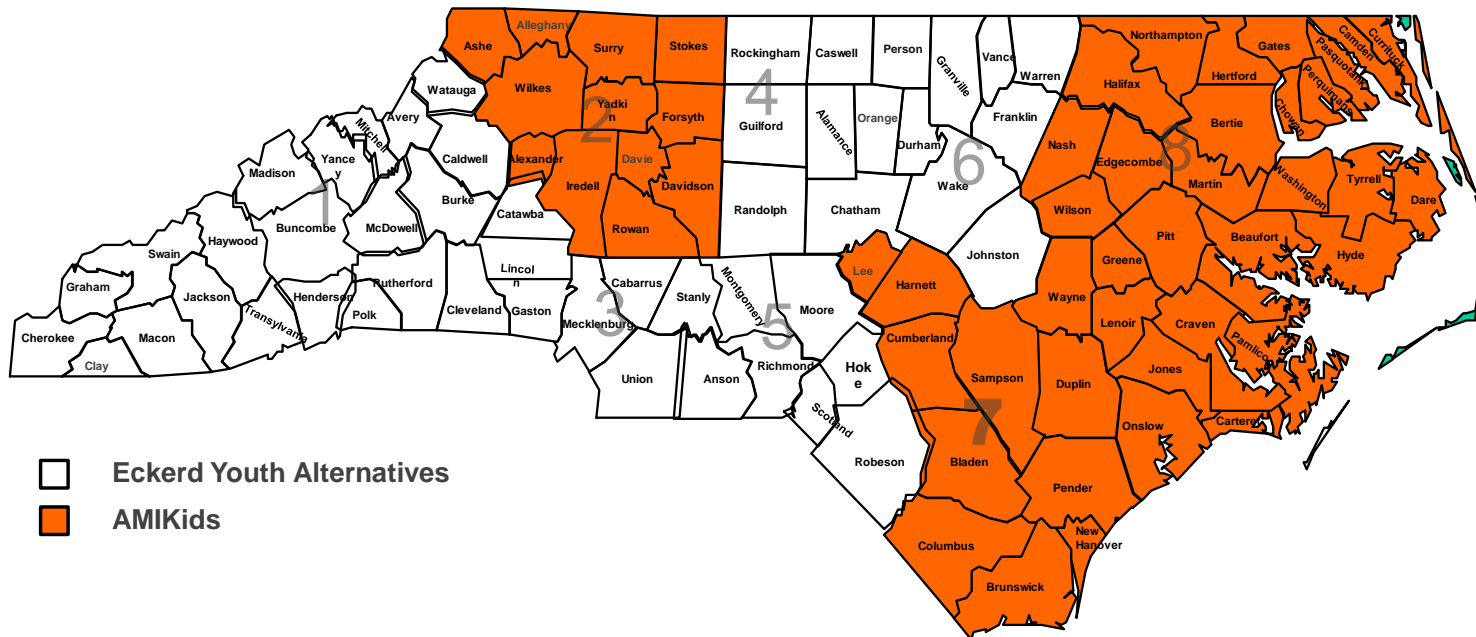 Alleghany
Ashe
Surry
Stokes
Rockingham
Caswell
Person
Granville
Vance
Warren
Northampton
Gates
Camden
Currituck
Pasquotank
Perquimans
Hertford
Halifax
Chowan
Bertie
Watauga
Wilkes
Yadki
n
2
Forsyth
4
Guilford
Alamance
Orange
Durham
Franklin
Nash
Edgecombe
8
Avery
Mitchell
Yance
y
Madison
Caldwell
Alexander
Davie
Iredell
Davidson
6
Wake
Martin
Washington
Tyrrell
Dare
1
Buncombe
McDowell
Burke
Catawba
Rowan
Randolph
Chatham
Wilson
Pitt
Beaufort
Hyde
Haywood
Swain
Graham
Jackson
Henderson
Rutherford
Lincol
n
Cabarrus
3
Stanly
Montgomery
5
Moore
Lee
Harnett
Johnston
Wayne
Greene
Lenoir
Craven
Pamlico
Cherokee
Clay
Macon
Transylvania
Polk
Cleveland
Gaston
Mecklenburg
Union
Anson
Richmond
Hok
e
Scotland
Cumberland
Sampson
7
Duplin
Jones
Onslow
Carteret
Robeson
Bladen
Pender
Columbus
Brunswick
New
Hanover
Eckerd Youth Alternatives
AMIKids